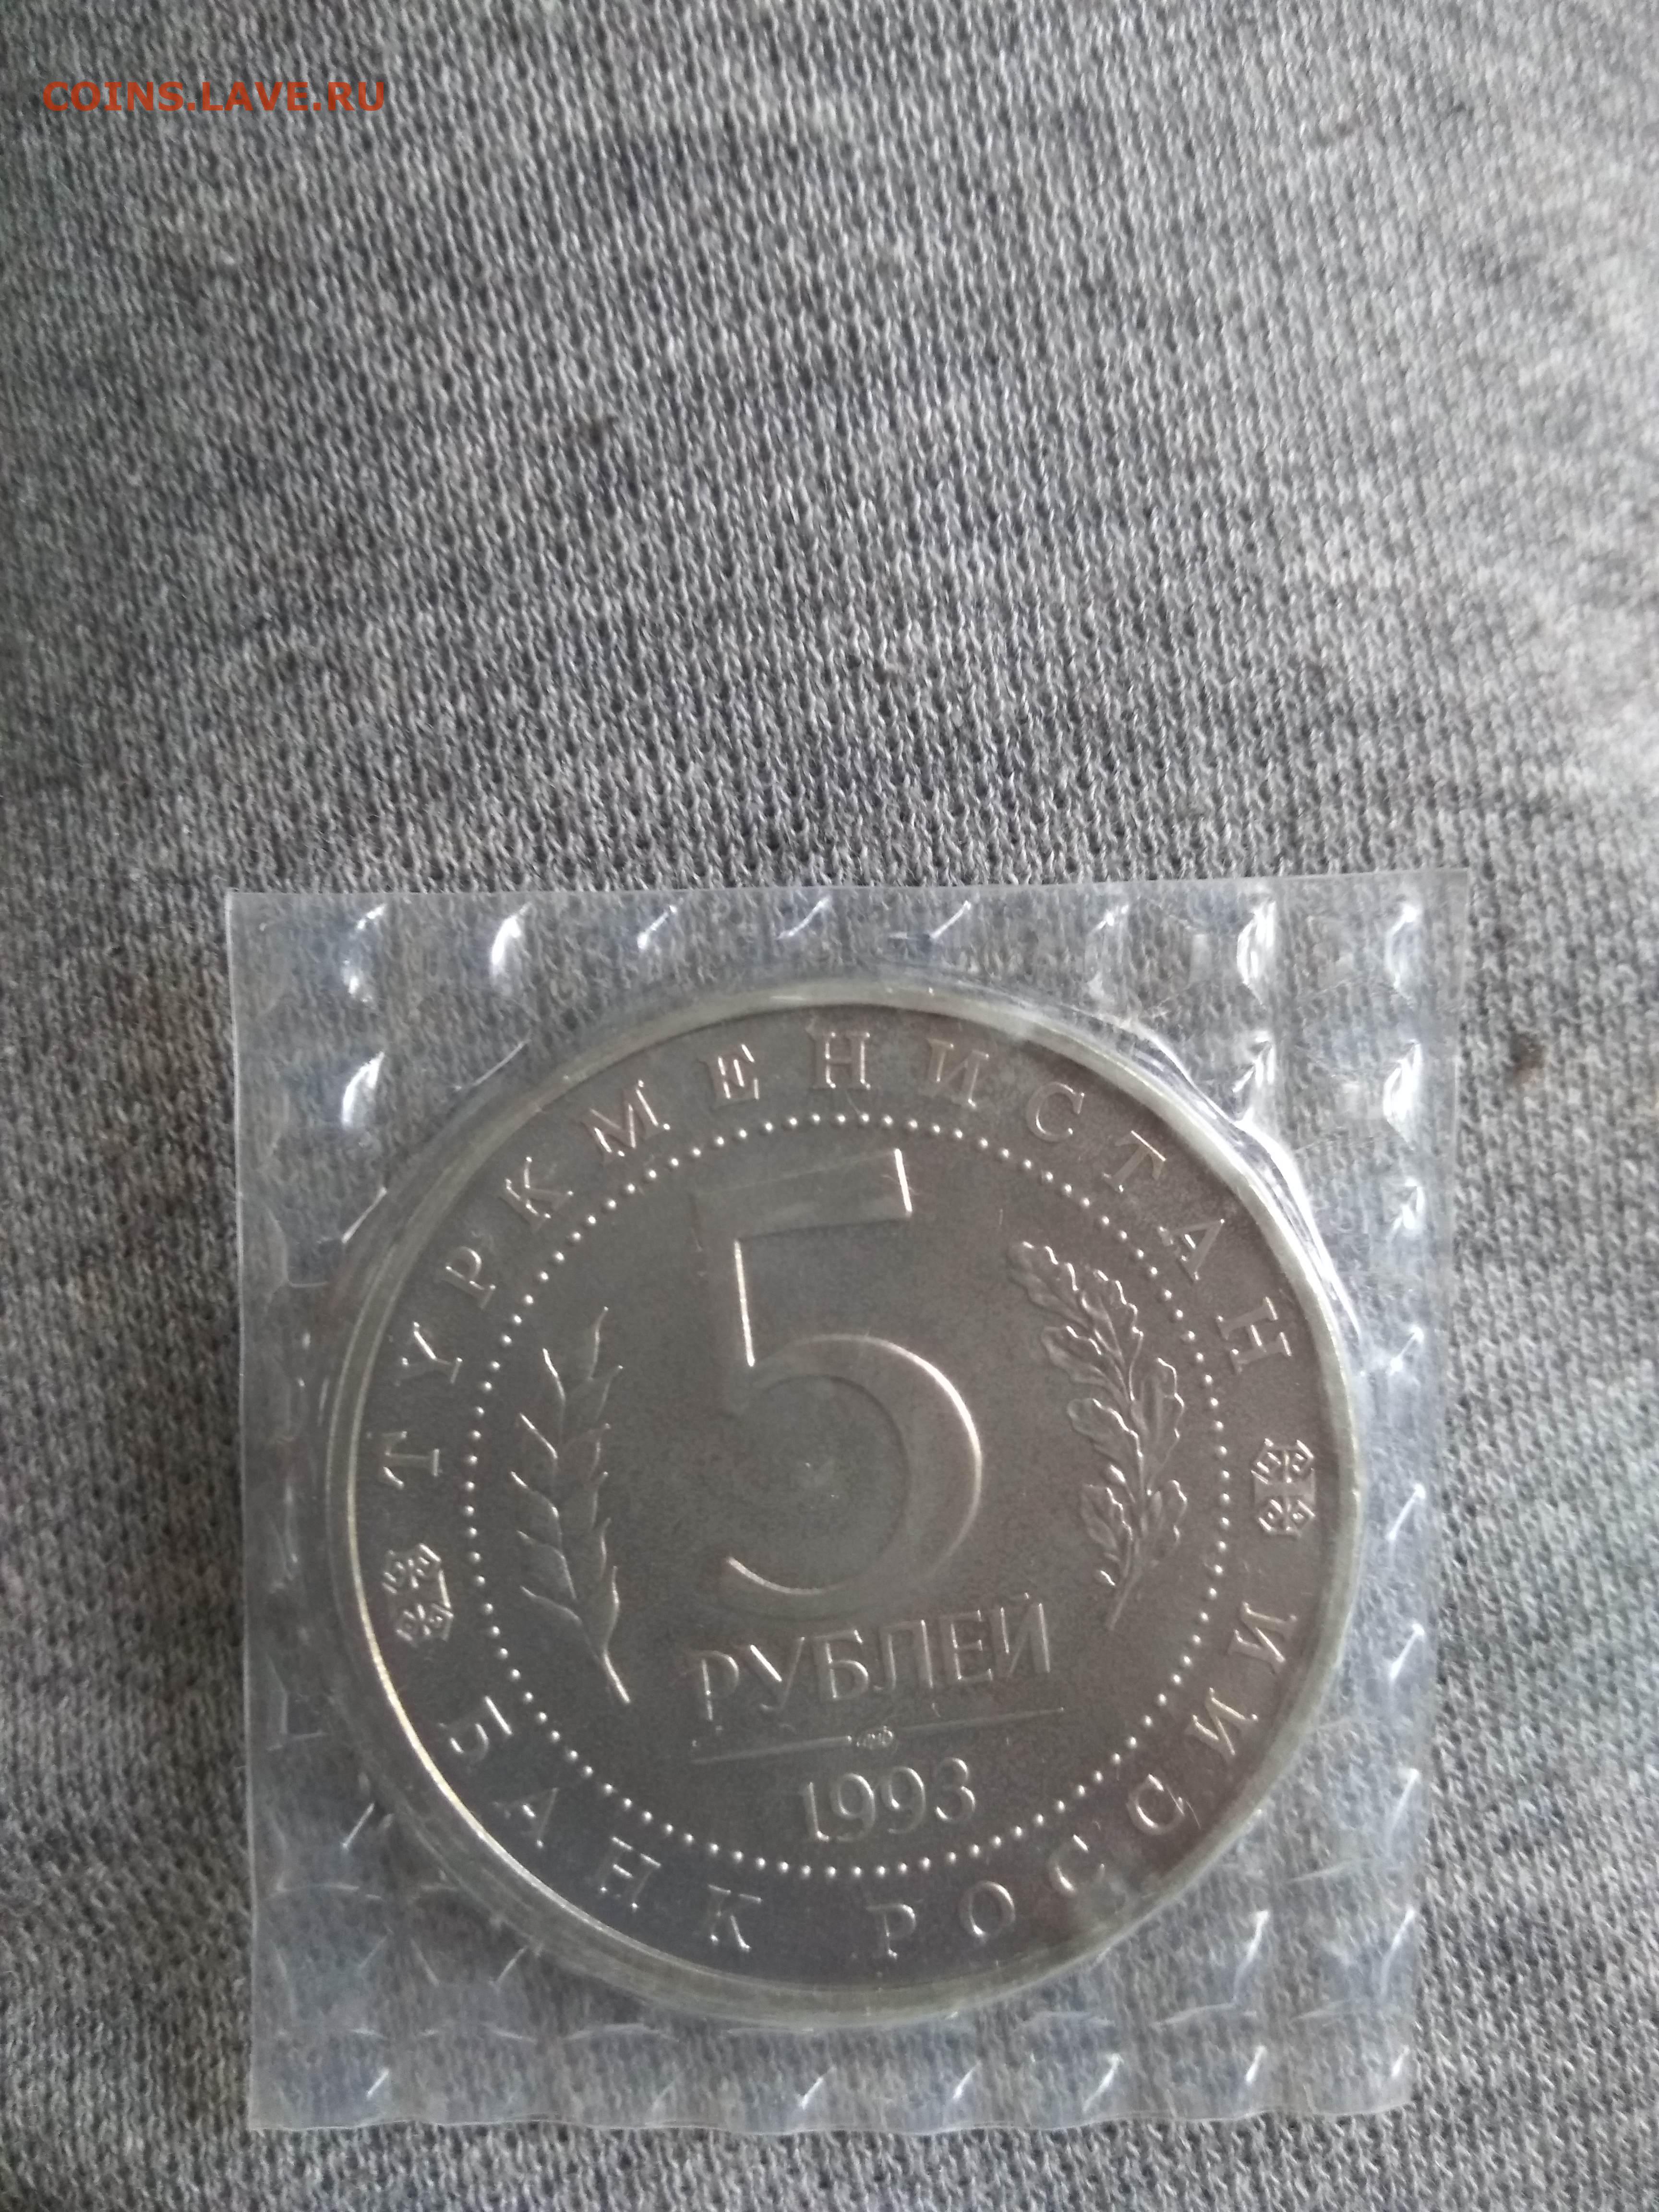 COINS.LAVE.RU
ТУРКМЕНИСТАН
5
РУБЛЕЙ
1993
БАНК РОССИИ